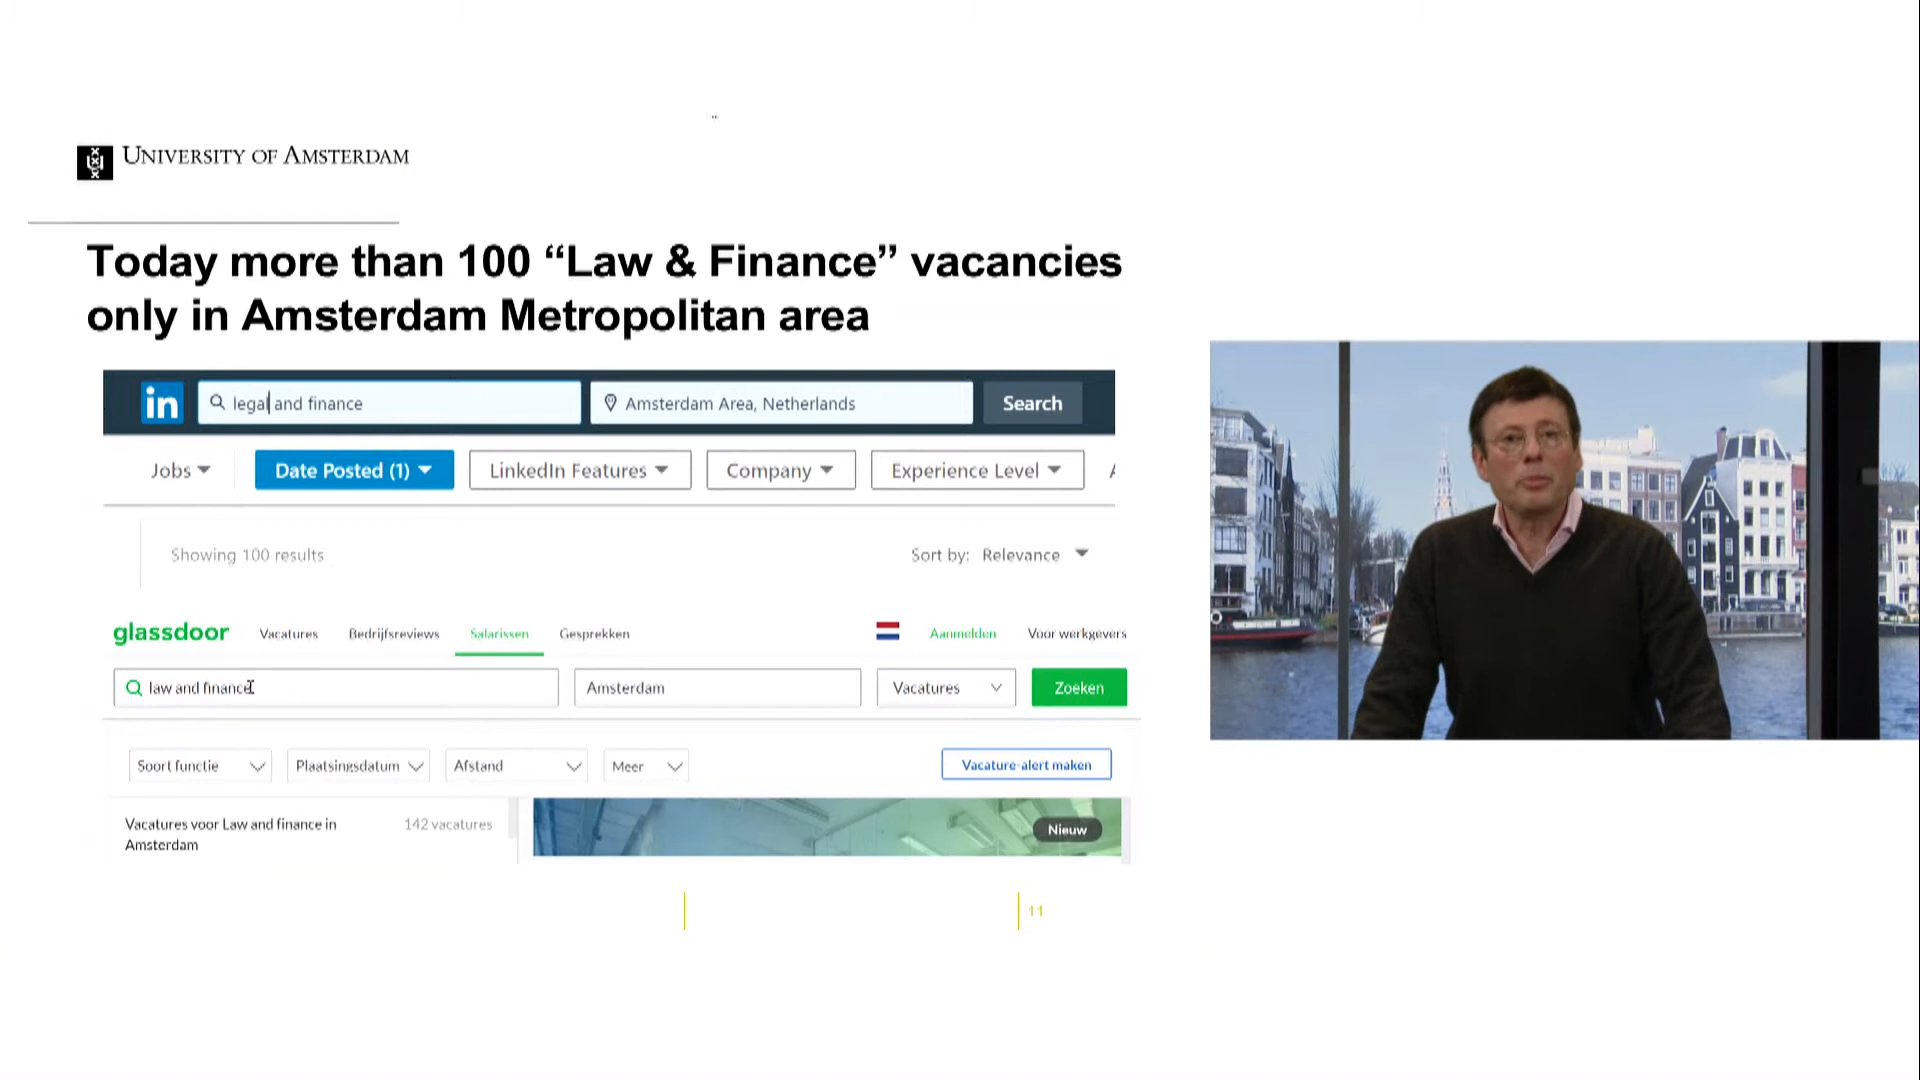 UNIVERSITY OF AMSTERDAM
Today more than 100 “Law & Finance” vacancies
only in Amsterdam Metropolitan area
in legal and finance Amsterdam Area, Netherlands Search
Jobs Date Posted (1) LinkedIn Features Company Experience Level
Showing 100 results Sort by: Relevance
glassdoor Vacatures Bedrijfsreviews Salarissen Gesprekken Aanmelden Voor werkgevers
law and finance Amsterdam Vacatures Zoeken
Soort functie Plaatsingsdatum Afstand Meer Vacature-alert maken
Vacatures voor Law and finance in 142 vacatures Nieuw
Amsterdam
11